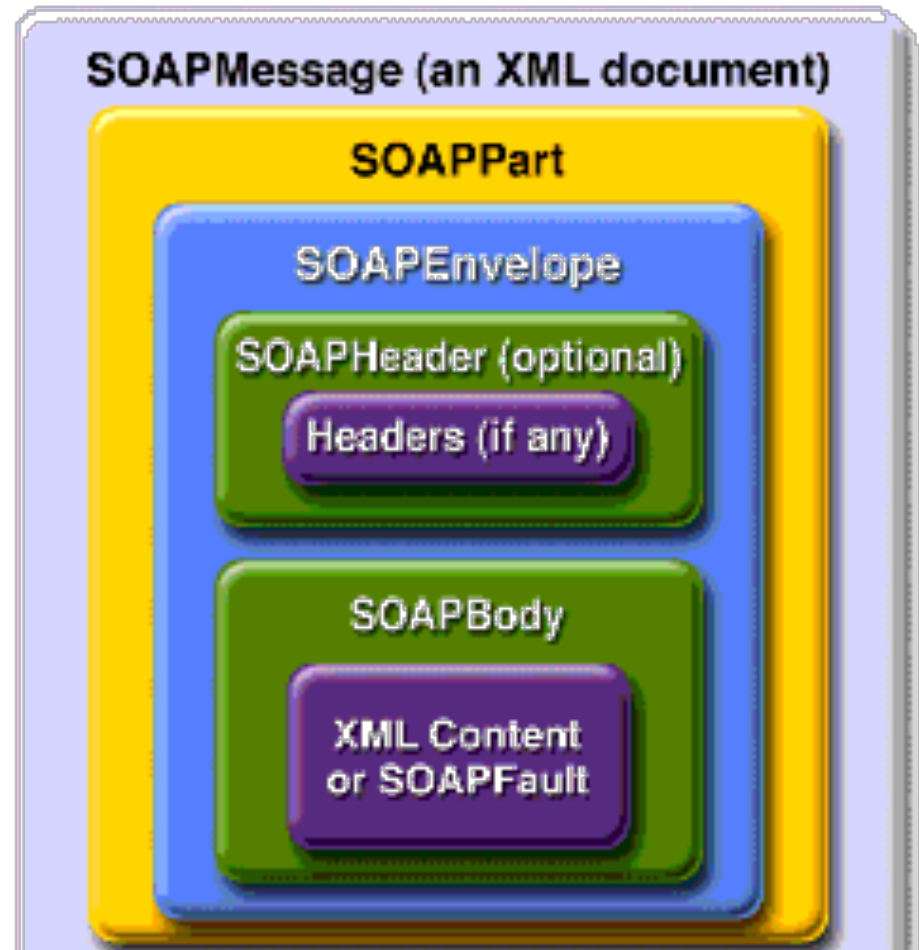 SOAPMessage (an XML document)
SOAPPart
SOAPEnvelope
SOAPHeader (optional)
Headers (if any)
SOAPBody
XML Content
or SOAPFault